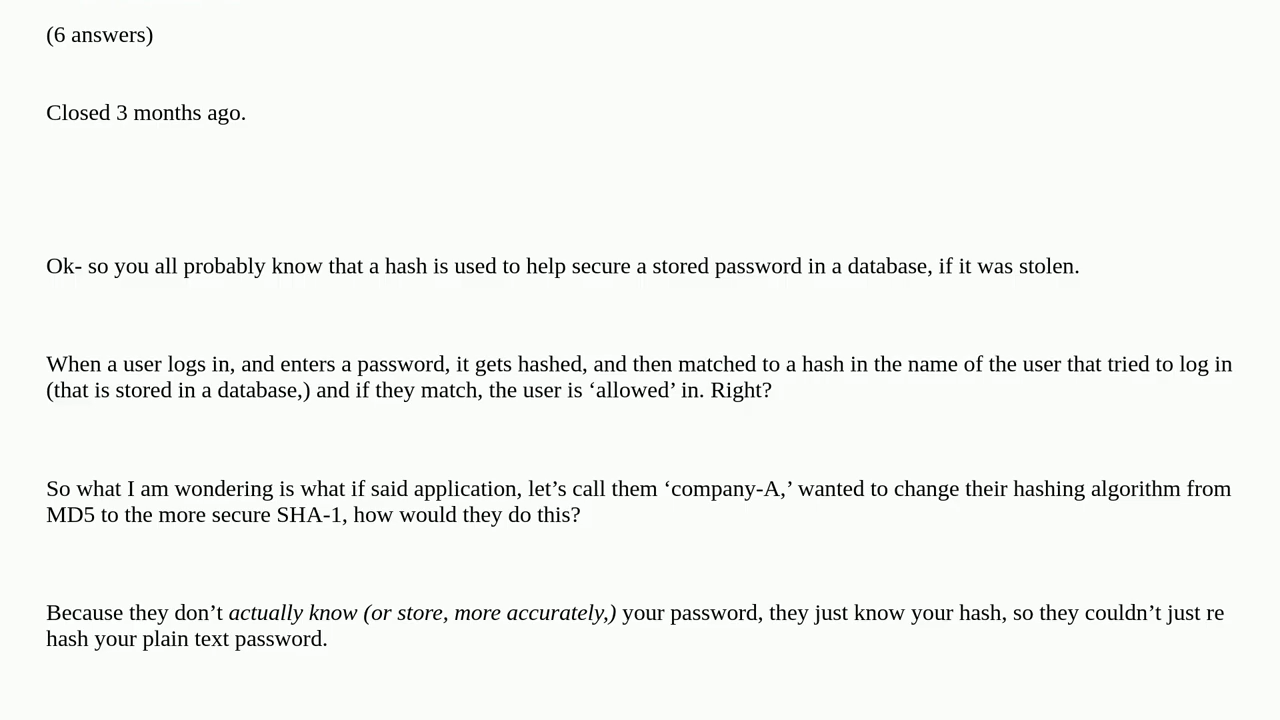 (6 answers)
Closed 3 months ago.
Ok- so you all probably know that a hash is used to help secure a stored password in a database, if it was stolen.
When a user logs in, and enters a password, it gets hashed, and then matched to a hash in the name of the user that tried to log in
(that is stored in a database,) and if they match, the user is ‘allowed’ in. Right?
So what I am wondering is what if said application, let’s call them ‘company-A,’ wanted to change their hashing algorithm from
MD5 to the more secure SHA-1, how would they do this?
Because they don’t actually know (or store, more accurately,) your password, they just know your hash, so they couldn’t just re
hash your plain text password.